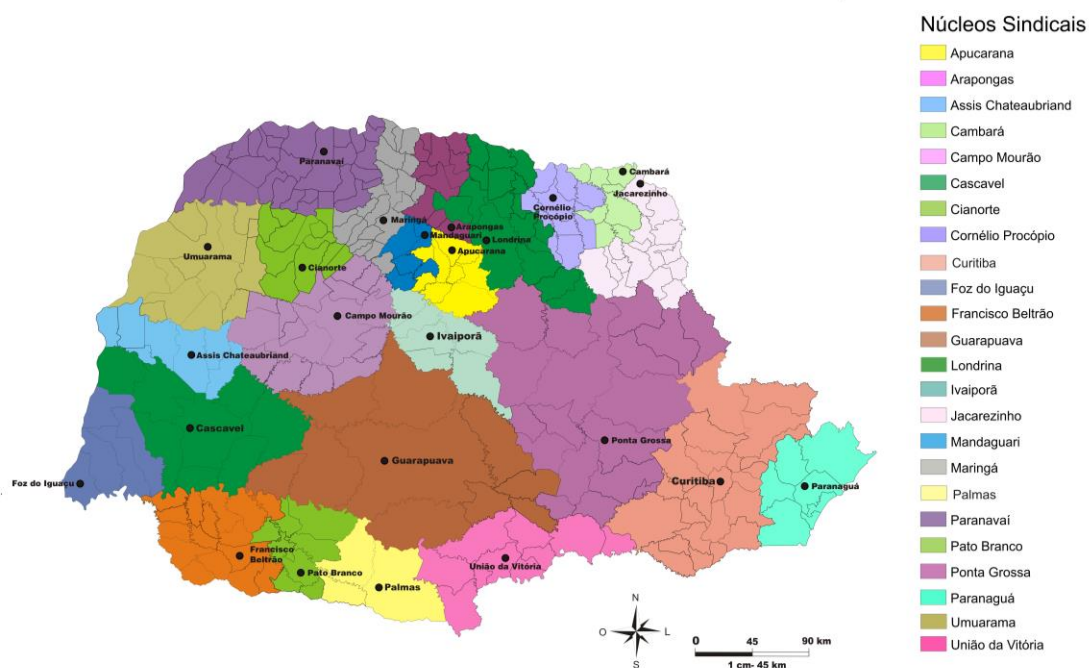 Núcleos Sindicais
Apucarana
Arapongas
Assis Chateaubriand
Cambará
Campo Mourão
Cascavel
Cianorte
Cornélio Procópio
Curitiba
Foz do Iguaçu
Francisco Beltrão
Guarapuava
Londrina
Ivaiporã
Jacarezinho
Mandaguari
Maringá
Palmas
Paranavaí
Pato Branco
Ponta Grossa
Paranaguá
Umuarama
União da Vitória
Paranavaí
Cambará
Jacarezinho
Cornélio
Procópio
Maringá
Arapongas
Mandaguari
Londrina
Apucarana
Umuarama
Cianorte
Campo Mourão
Ivaiporã
Assis Chateaubriand
Cascavel
Ponta Grossa
Guarapuava
Foz do Iguaçu
Curitiba
Paranaguá
Francisco
Beltrão
Pato Branco
União da Vitória
Palmas
N
O
L
S
0 45 90 km
1 cm- 45 km